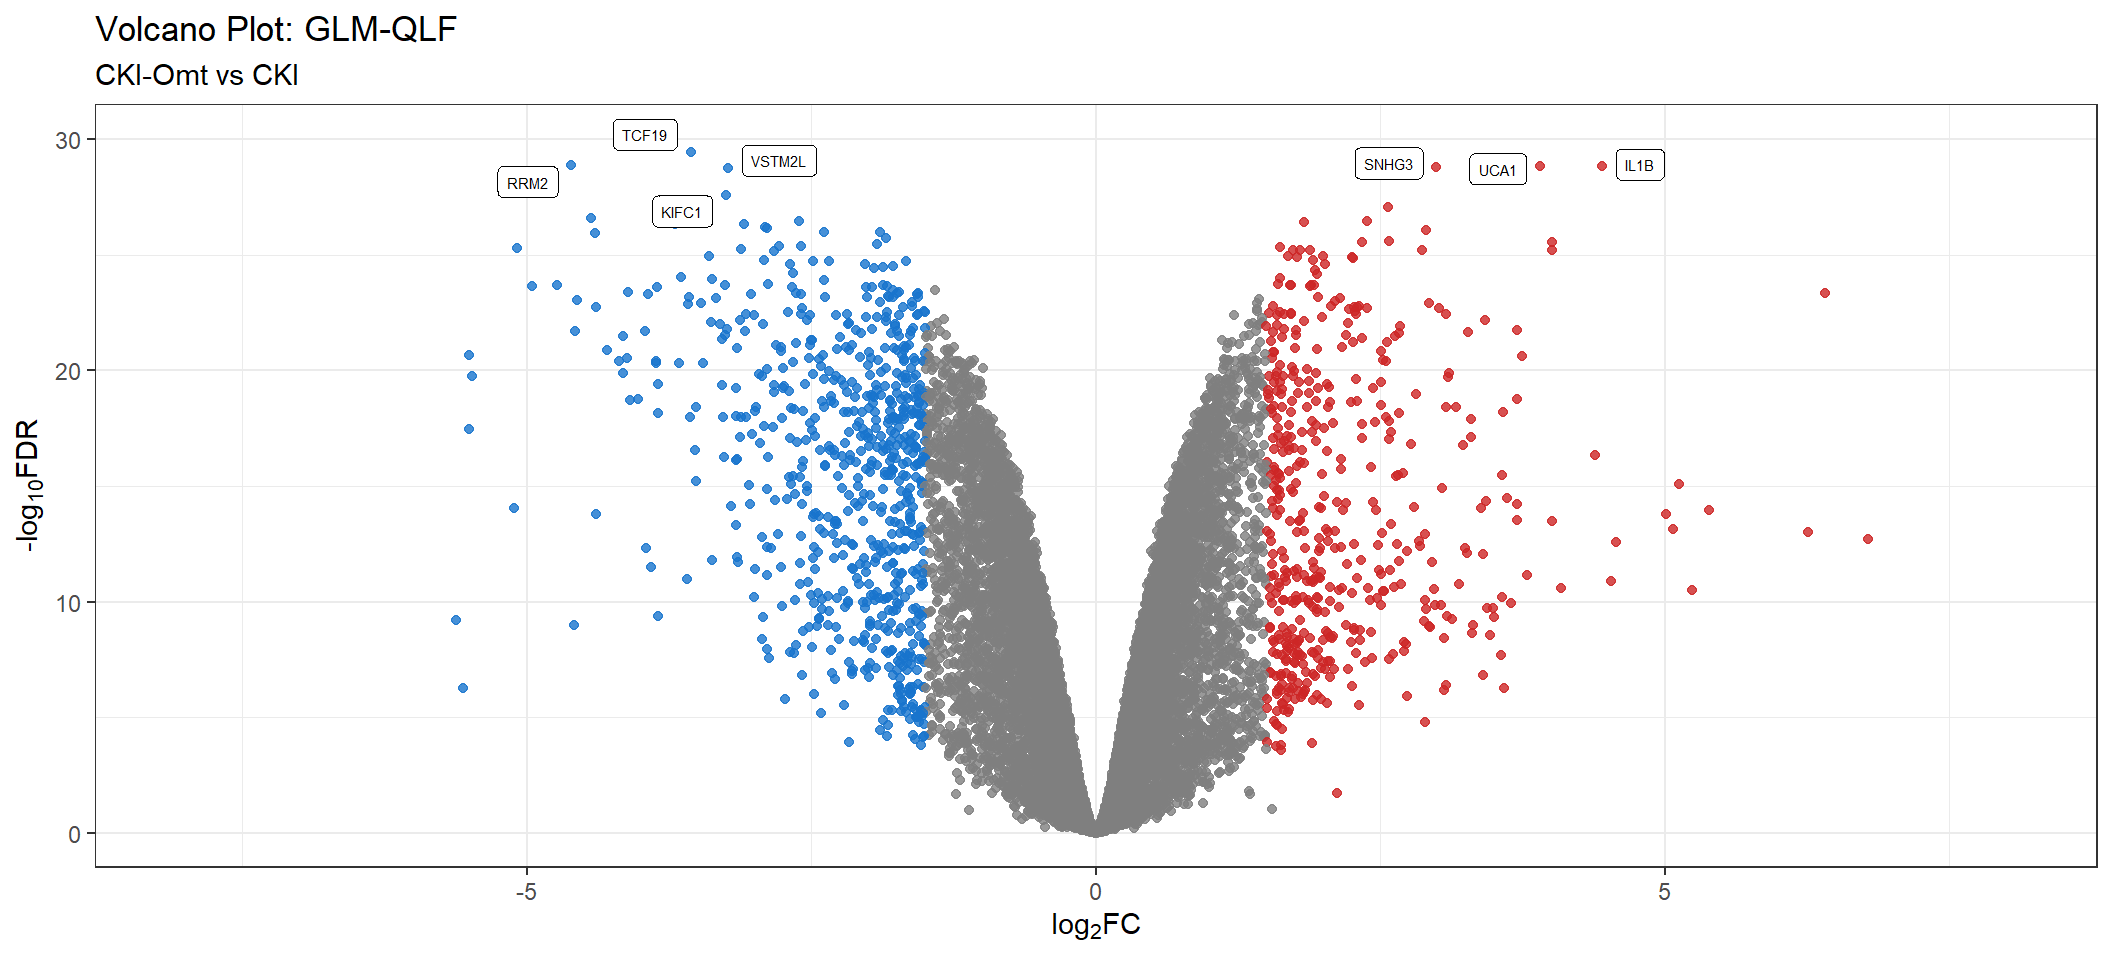 Volcano Plot: GLM-QLF
CKI-Omt vs CKI
TCF19
VSTM2L
RRM2
KIFC1
SNHG3
UCA1
IL1B
30
20
10
0
-log10FDR
-5
0
5
log2FC